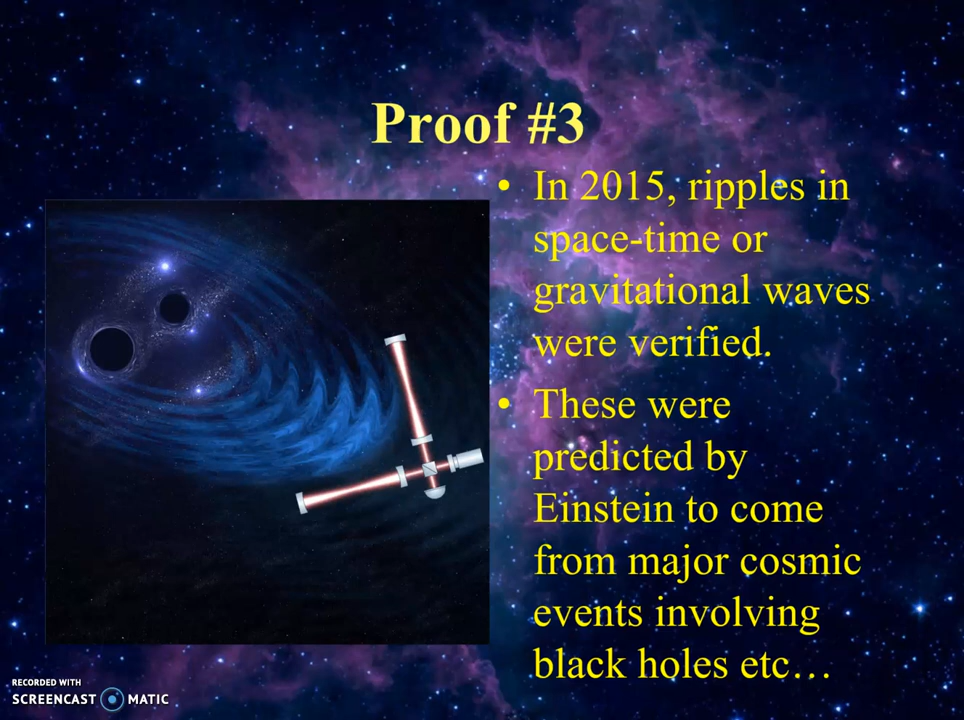 Proof #3
• In 2015, ripples in
space-time or
gravitational waves
were verified.
• These were
predicted by
Einstein to come
from major cosmic
events involving
black holes etc…
RECORDED WITH
SCREENCAST MATIC